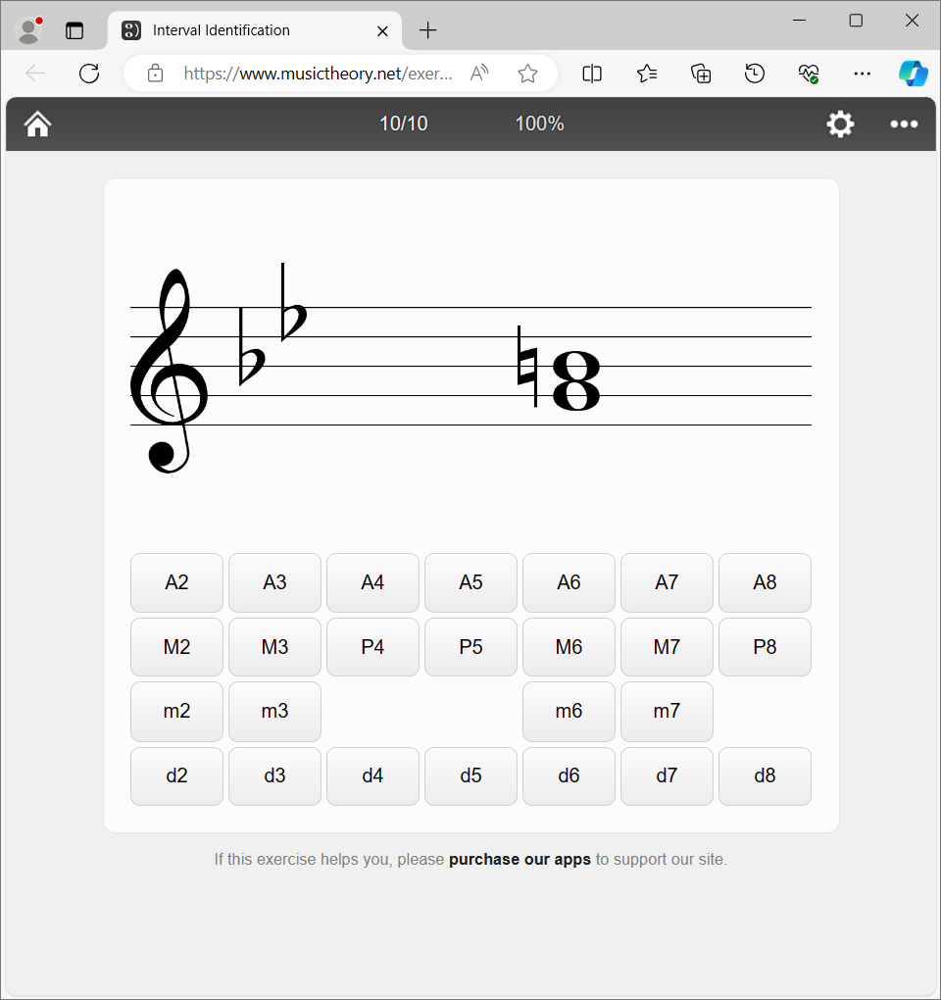 Interval Identification
https://www.musictheory.net/exer...
10/10 100%
A2 A3 A4 A5 A6 A7 A8
M2 M3 P4 P5 M6 M7 P8
m2 m3 m6 m7
d2 d3 d4 d5 d6 d7 d8
If this exercise helps you, please purchase our apps to support our site.